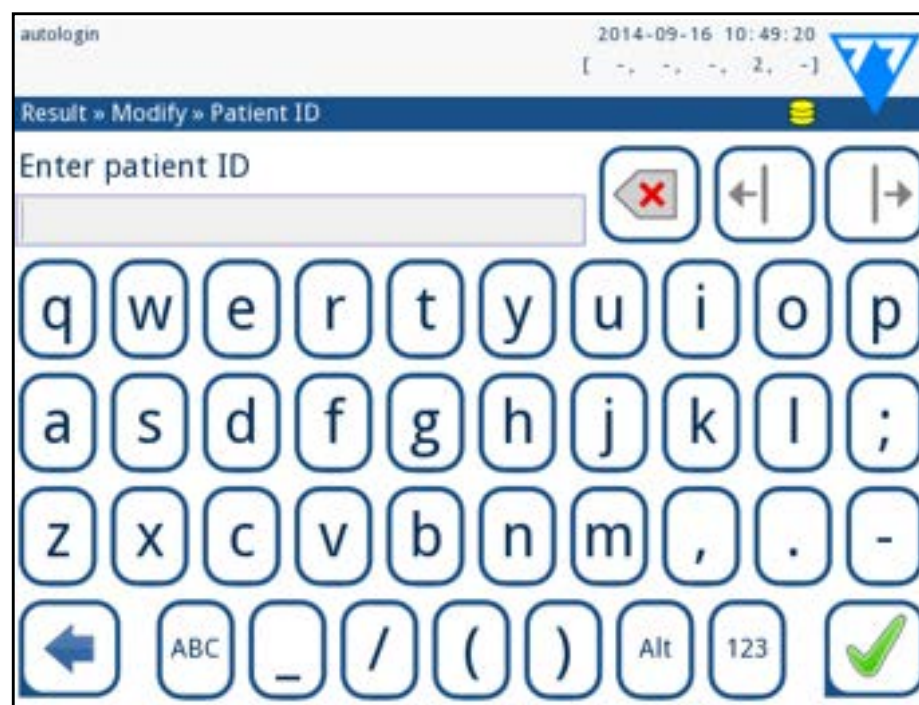 autologin
2014-09-16 10:49:20
[ -, -, -, 2, -]
Result » Modify » Patient ID
Enter patient ID
q w e r t y u i o p
a s d f g h j k l ;
z x c v b n m , . -
ABC _ / ( ) Alt 123